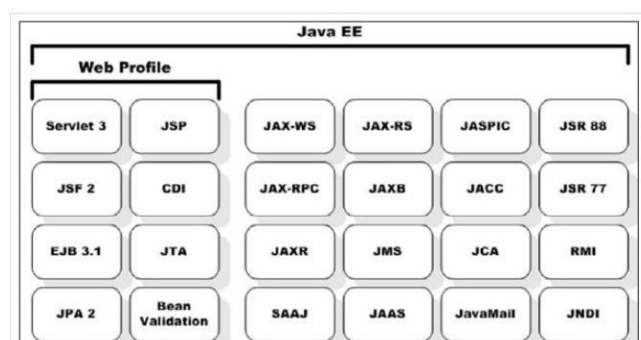 Java EE
Web Profile
Servlet 3 JSP JAX-WS JAX-RS JASPIC JSR 88
JSF 2 CDI JAX-RPC JAXB JACC JSR 77
EJB 3.1 JTA JAXR JMS JCA RMI
JPA 2 Bean Validation SAAJ JAAS JavaMail JNDI